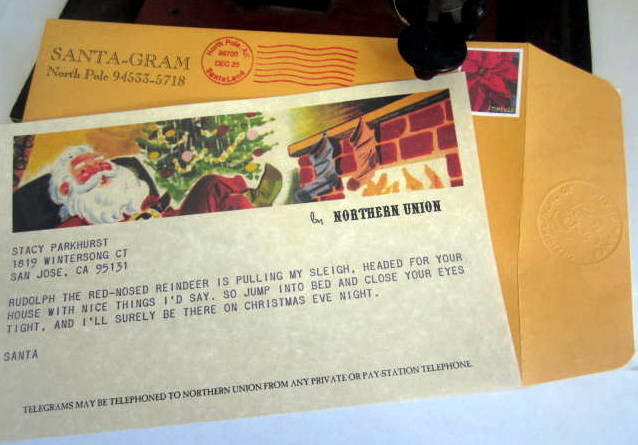 SANTA-GRAM
North Pole 94533-5718
North Pole, AK
DEC 25
SantaLand
by NORTHERN UNION
STACY PARKHURST
1819 WINTERSONG CT
SAN JOSE, CA 95131
RUDOLPH THE RED-NOSED REINDEER IS PULLING MY SLEIGH, HEADED FOR YOUR
HOUSE WITH NICE THINGS I'D SAY. SO JUMP INTO BED AND CLOSE YOUR EYES
TIGHT, AND I'LL SURELY BE THERE ON CHRISTMAS EVE NIGHT.
SANTA
TELEGRAMS MAY BE TELEPHONED TO NORTHERN UNION FROM ANY PRIVATE OR PAY-STATION TELEPHONE.